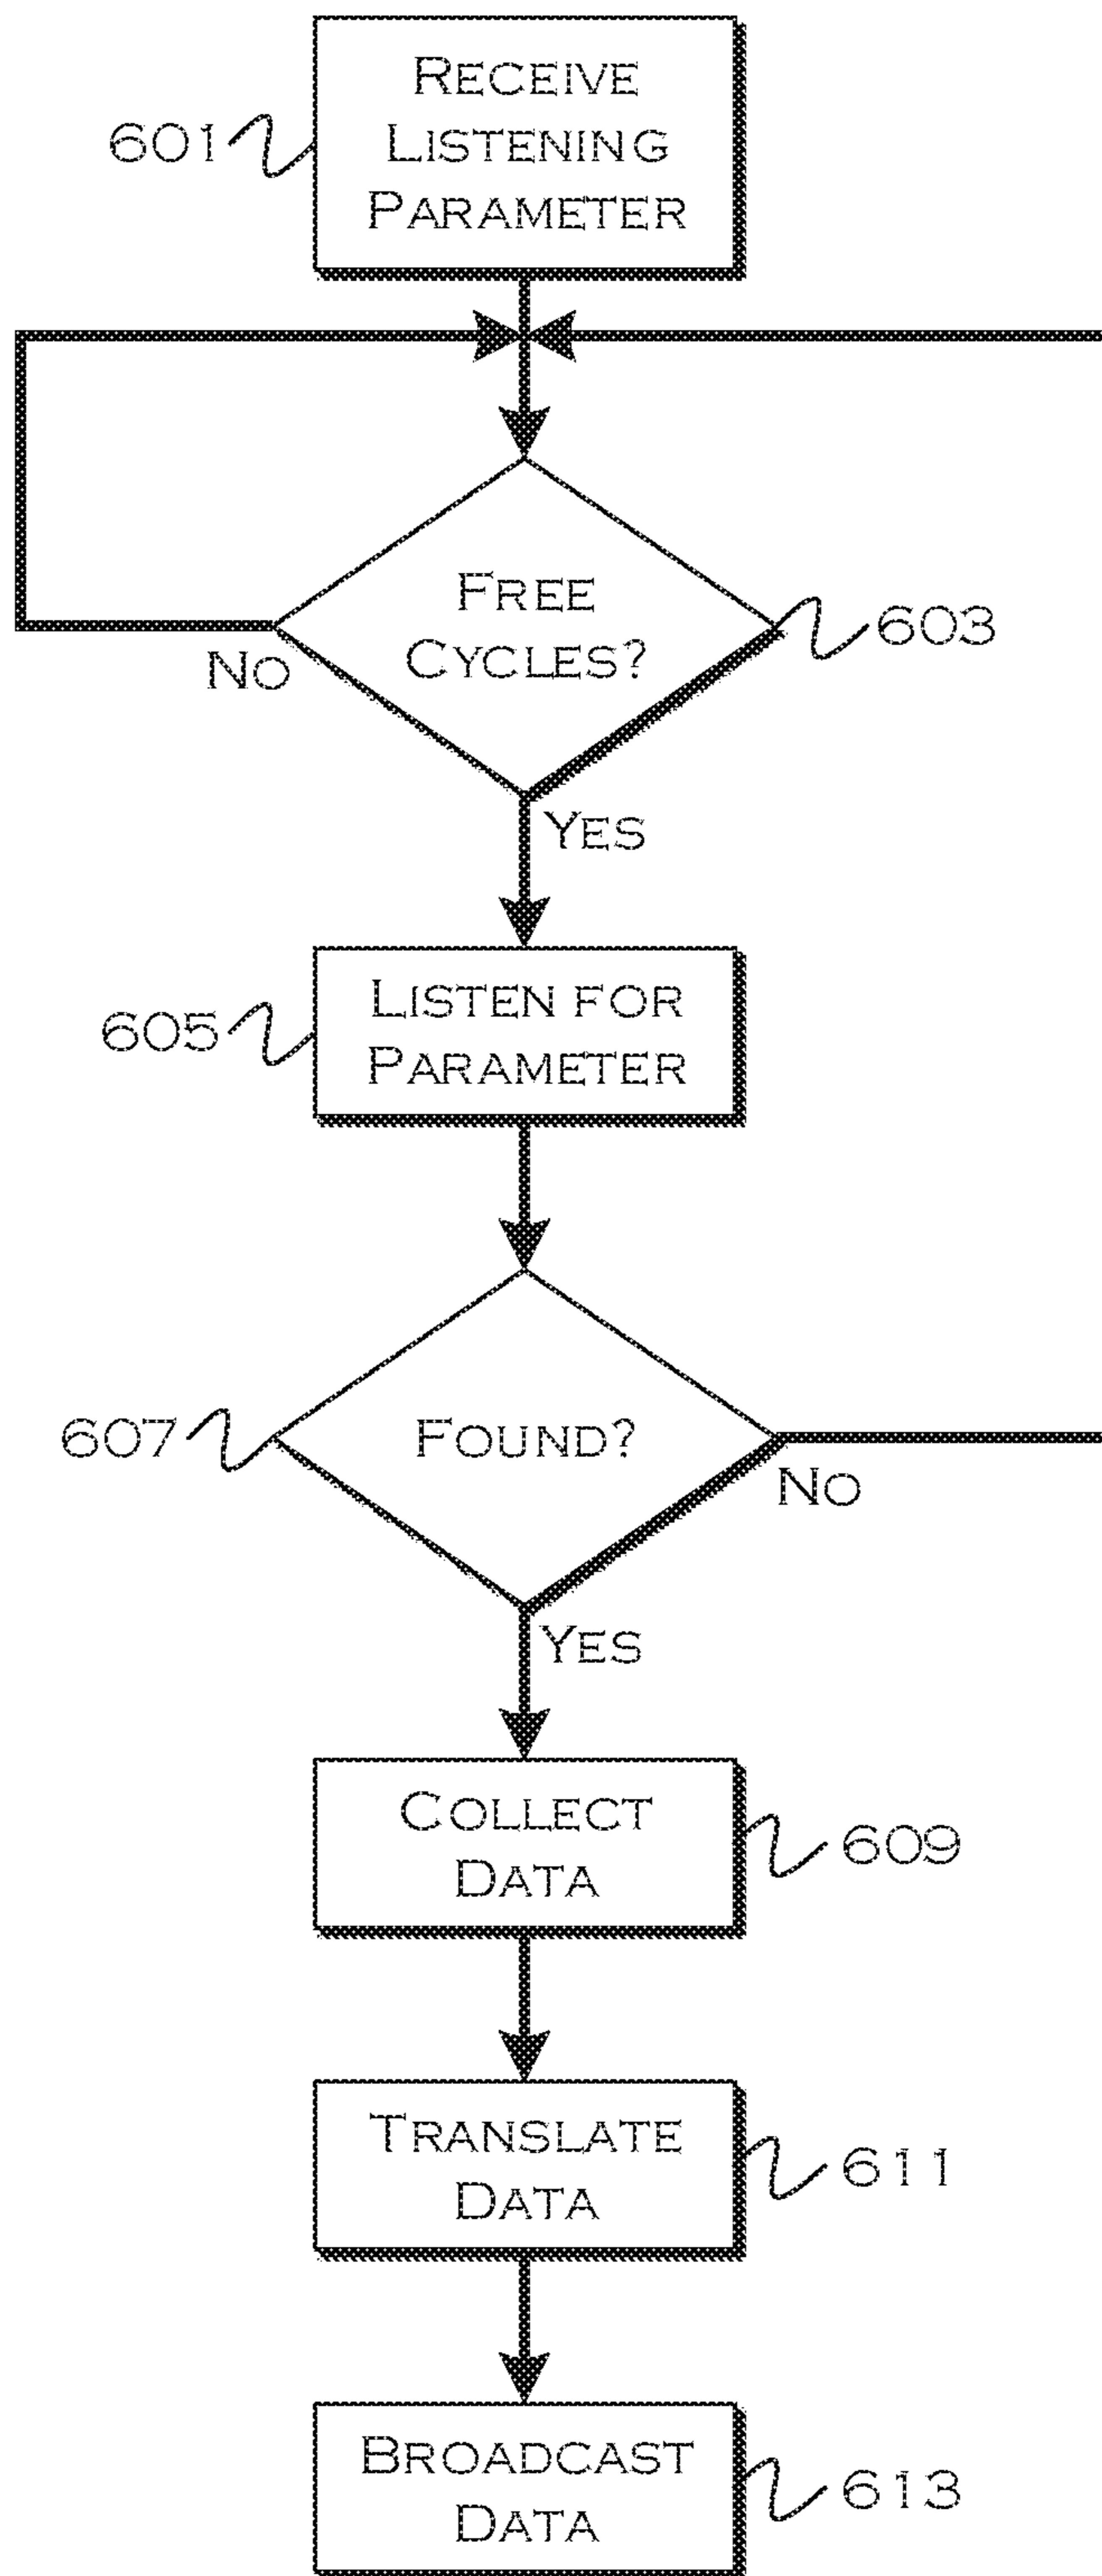 RECEIVE
601
LISTENING
PARAMETER
FREE
CYCLES?
603
NO
YES
LISTEN FOR
605
PARAMETER
607
FOUND?
NO
YES
COLLECT
DATA
609
TRANSLATE
DATA
611
BROADCAST
DATA
613